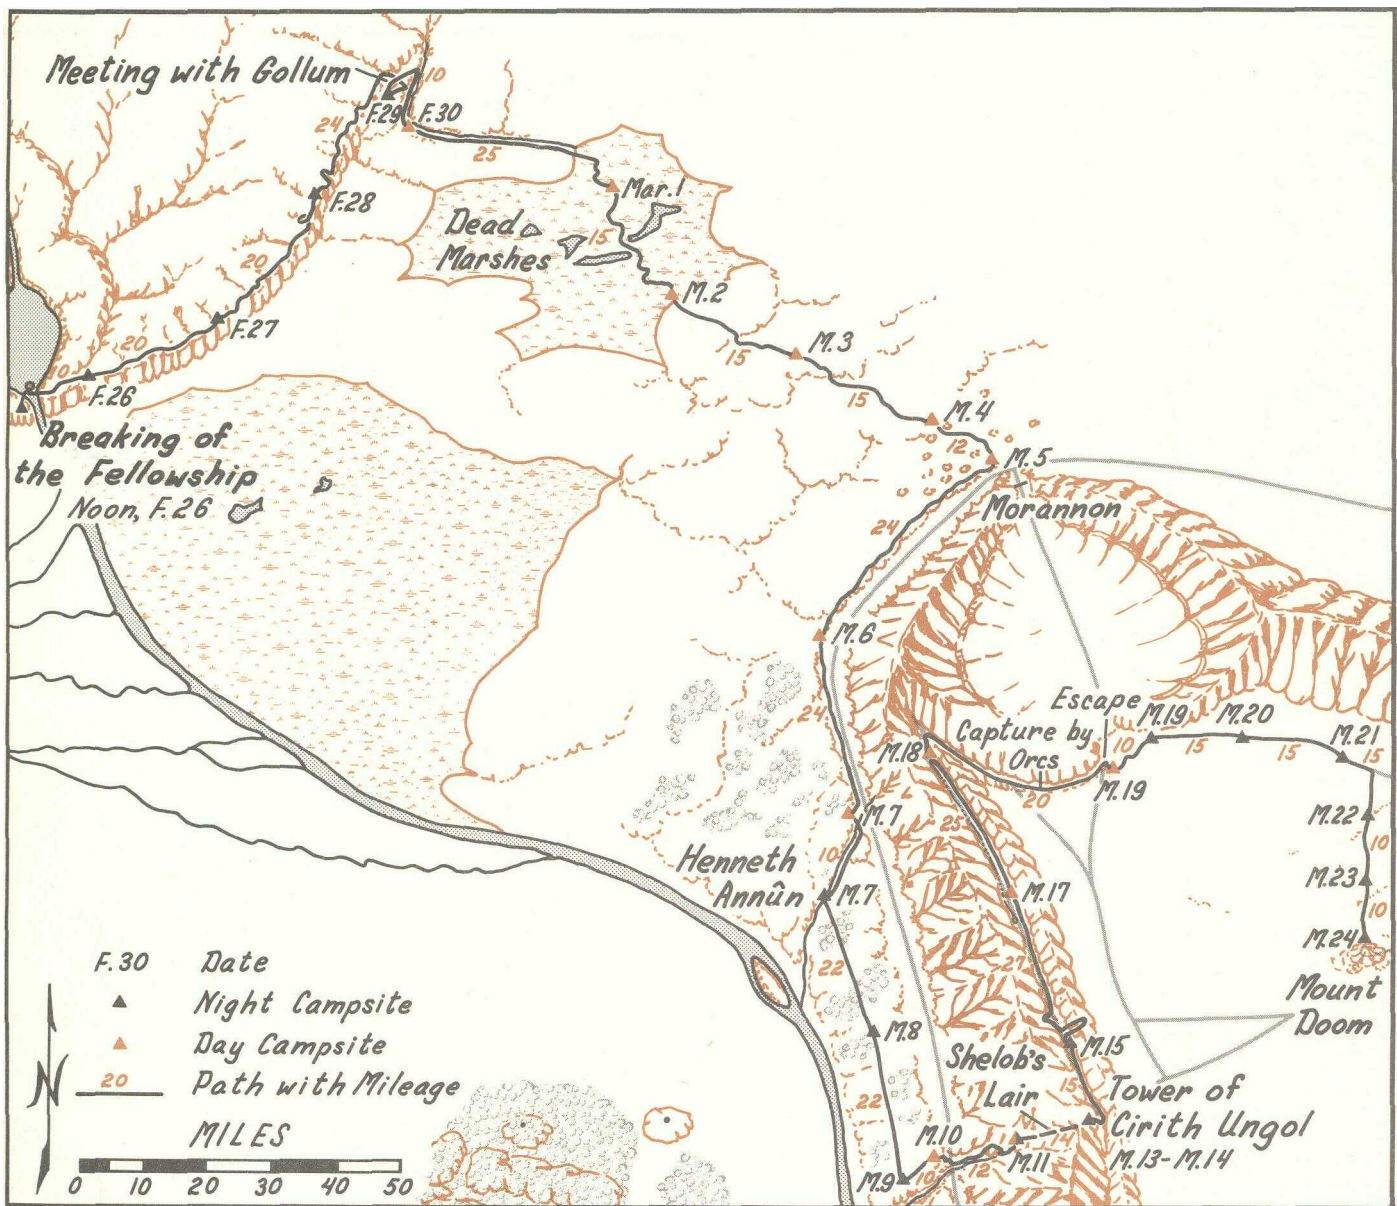 Meeting with Gollum
10
F.29
F.30
24
25
F.28
Mar.1
Dead
Marshes
15
20
M.2
F.27
20
15
M.3
10
F.26
15
M.4
12
M.5
Breaking of
the Fellowship
Noon, F.26
Morannon
24
M.6
24
Escape
M.19
M.20
Capture by
Orcs
M.18
10
15
15
M.21
15
M.19
20
M.7
25
M.22
10
10
Henneth
Annûn
M.7
M.17
M.23
10
M.24
22
27
Mount
Doom
M.8
M.15
Shelob's
Lair
15
22
Tower of
Cirith Ungol
M.13-M.14
M.10
14
M.11
12
M.9
10
F.30 Date
Night Campsite
Day Campsite
20 Path with Mileage
N
MILES
0 10 20 30 40 50